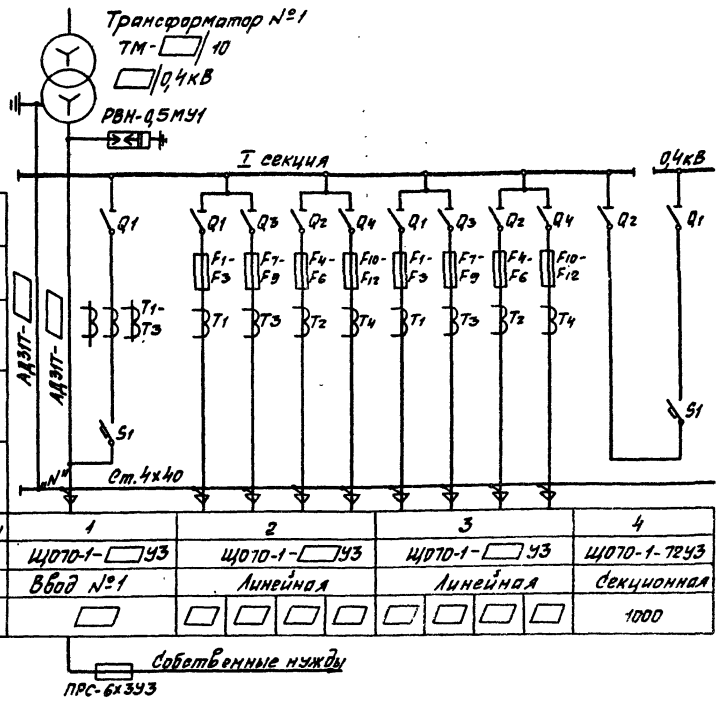 Трансформатор №1
ТМ-▭/10
▭/0,4кВ
РВН-0,5МУ1
I секция
0,4кВ
Q1
Q1
Q3
Q2
Q4
Q1
Q3
Q2
Q4
Q2
Q1
F1-F3
F7-F9
F4-F6
F10-F12
F1-F3
F7-F9
F4-F6
F10-F12
Т1-Т3
Т1
Т3
Т2
Т4
Т1
Т3
Т2
Т4
АД31Т-
АД31Т-
S1
S1
„N"
Ст.4х40
1
2
3
4
ЩО70-1-▭У3
ЩО70-1-▭У3
ЩО70-1-▭У3
ЩО70-1-72У3
Ввод №1
Линейная
Линейная
Секционная
1000
Собственные нужды
ПРС-6х3У3